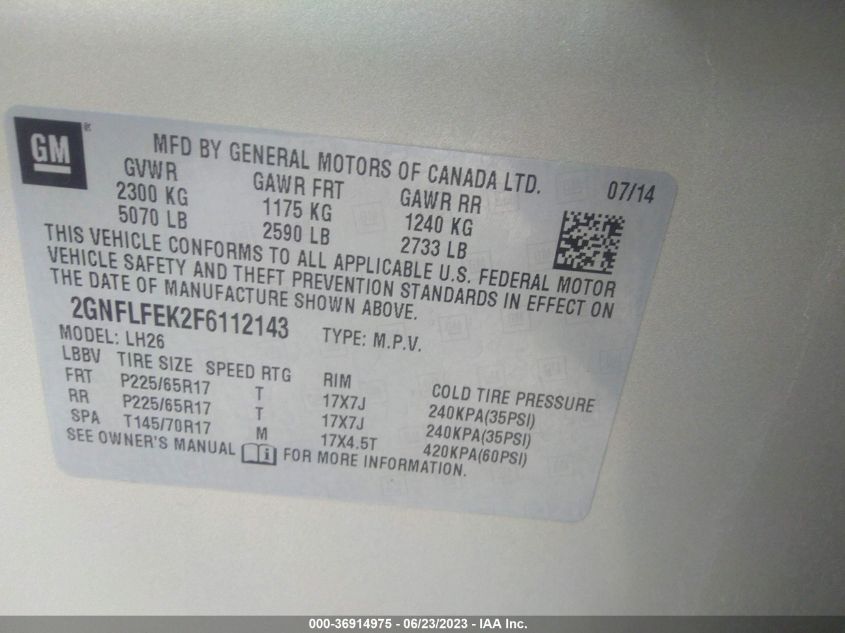 GM ®
MFD BY GENERAL MOTORS OF CANADA LTD. 07/14
GVWR GAWR FRT GAWR RR
2300 KG 1175 KG 1240 KG
5070 LB 2590 LB 2733 LB
THIS VEHICLE CONFORMS TO ALL APPLICABLE U.S. FEDERAL MOTOR
VEHICLE SAFETY AND THEFT PREVENTION STANDARDS IN EFFECT ON
THE DATE OF MANUFACTURE SHOWN ABOVE.
2GNFLFEK2F6112143 TYPE: M.P.V.
MODEL: LH26
LBBV TIRE SIZE SPEED RTG RIM COLD TIRE PRESSURE
FRT P225/65R17 T 17X7J 240KPA(35PSI)
RR P225/65R17 T 17X7J 240KPA(35PSI)
SPA T145/70R17 M 17X4.5T 420KPA(60PSI)
SEE OWNER'S MANUAL FOR MORE INFORMATION.
000-36914975 - 06/23/2023 - IAA Inc.